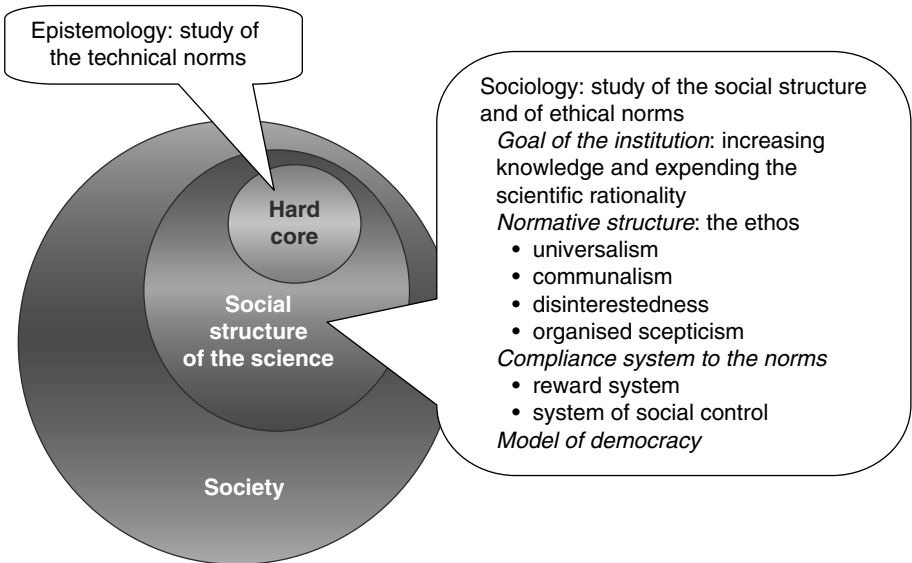 Epistemology: study of
the technical norms
Sociology: study of the social structure
and of ethical norms
Goal of the institution: increasing
knowledge and expending the
scientific rationality
Normative structure: the ethos
• universalism
• communalism
• disinterestedness
• organised scepticism
Compliance system to the norms
• reward system
• system of social control
Model of democracy
Hard
core
Social
structure
of the science
Society